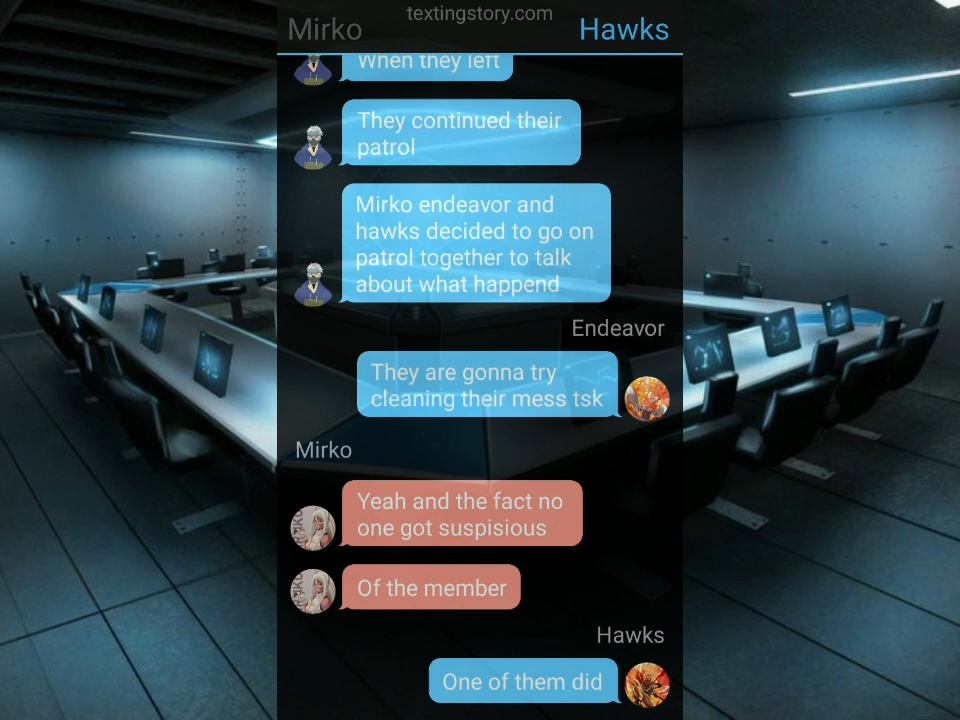 textingstory.com
Mirko
Hawks
When they left
They continued their
patrol
Mirko endeavor and
hawks decided to go on
patrol together to talk
about what happend
Endeavor
They are gonna try
cleaning their mess tsk
Mirko
Yeah and the fact no
one got suspisious
Of the member
Hawks
One of them did